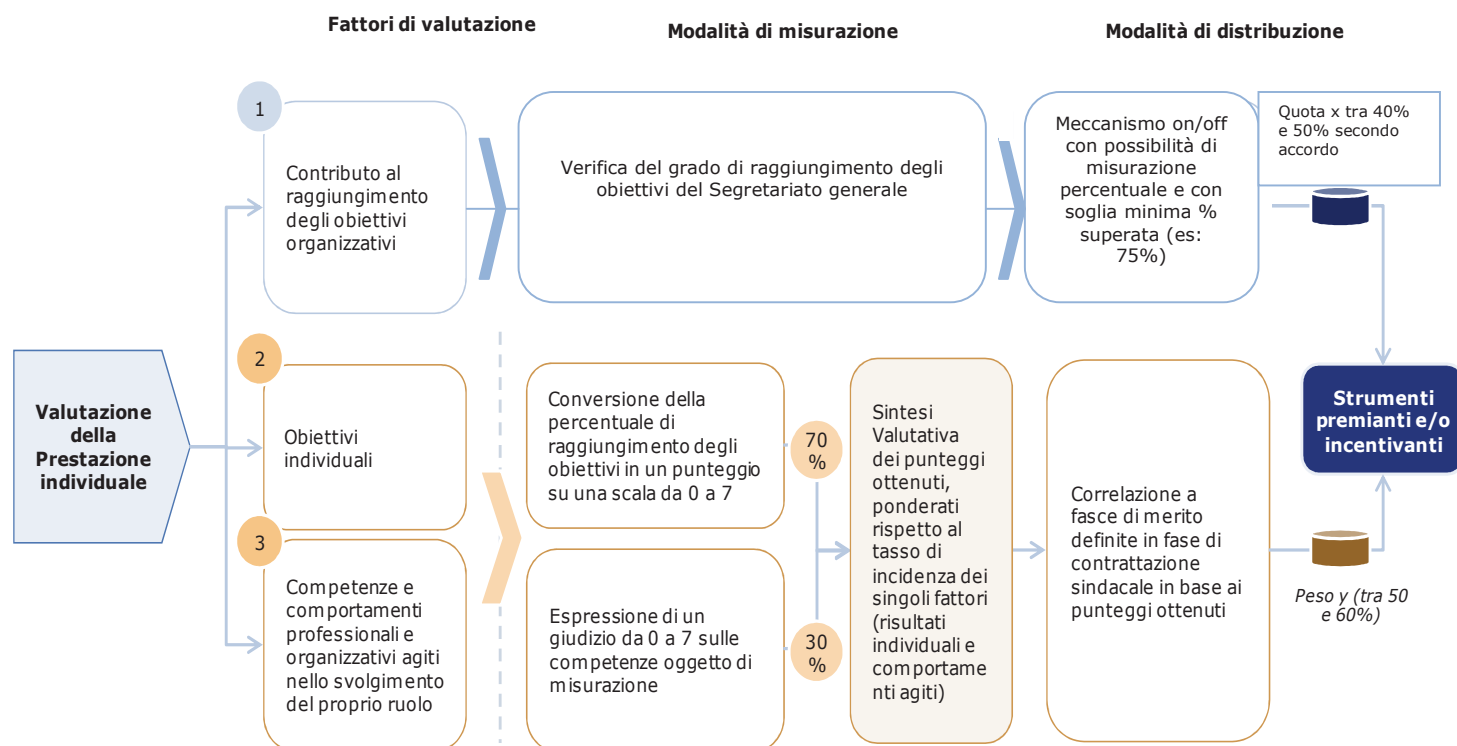 Fattori di valutazione
Modalità di misurazione
Modalità di distribuzione
1
Contributo al
raggiungimento
degli obiettivi
organizzativi
Verifica del grado di raggiungimento degli
obiettivi del Segretariato generale
Meccanismo on/off
con possibilità di
misurazione
percentuale e con
soglia minima %
superata (es:
75%)
Quota x tra 40%
e 50% secondo
accordo
Valutazione
della
Prestazione
individuale
2
Obiettivi
individuali
Conversione della
percentuale di
raggiungimento degli
obiettivi in un punteggio
su una scala da 0 a 7
70
%
3
Competenze e
comportamenti
professionali e
organizzativi agiti
nello svolgimento
del proprio ruolo
Espressione di un
giudizio da 0 a 7 sulle
competenze oggetto di
misurazione
30
%
Sintesi
Valutativa
dei punteggi
ottenuti,
ponderati
rispetto al
tasso di
incidenza dei
singoli fattori
(risultati
individuali e
comportame
nti agiti)
Correlazione a
fasce di merito
definite in fase di
contrattazione
sindacale in base ai
punteggi ottenuti
Strumenti
premianti e/o
incentivanti
Peso y (tra 50
e 60%)